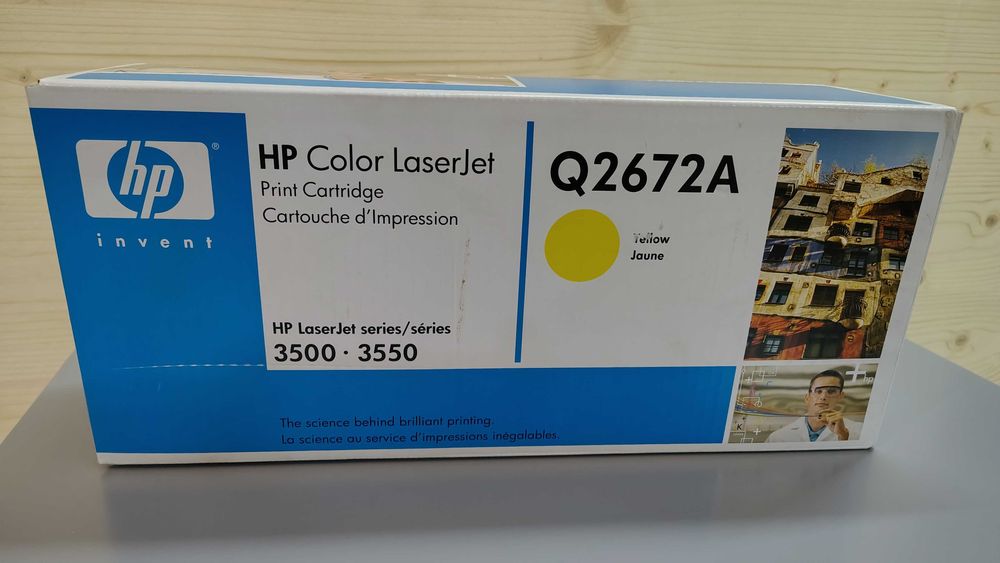 hp
®
invent
HP Color LaserJet
Print Cartridge
Cartouche d'Impression
HP LaserJet series/séries
3500 · 3550
The science behind brilliant printing.
La science au service d'impressions inégalables.
Q2672A
Yellow
Jaune
+hp
K